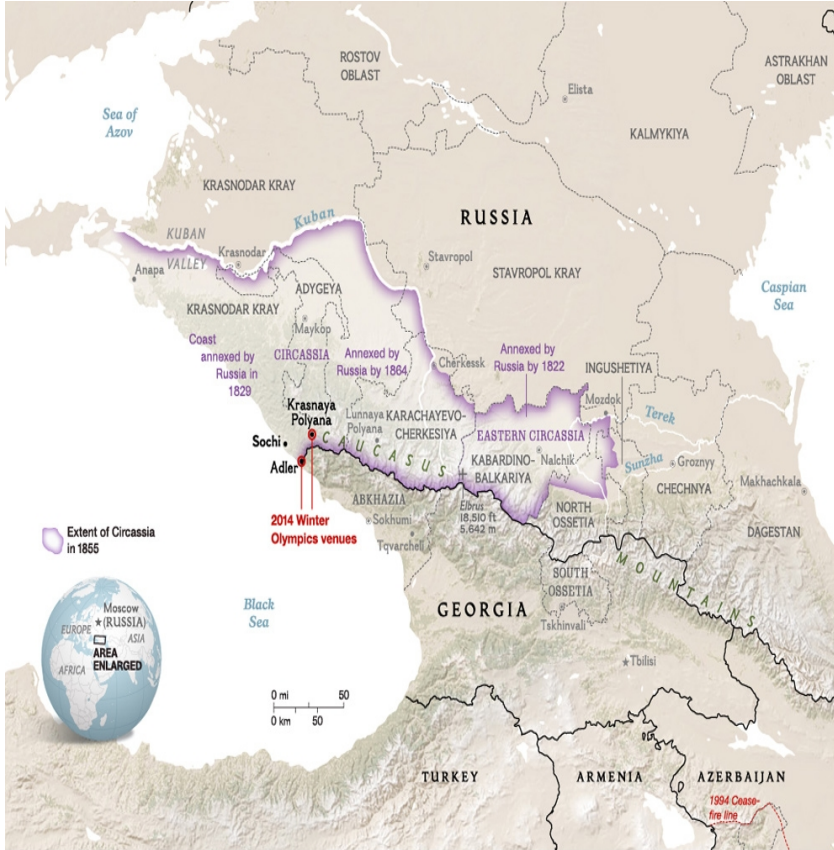 ROSTOV
OBLAST
ASTRAKHAN
OBLAST
Elista
Sea of
Azov
KALMYKIYA
KRASNODAR KRAY
RUSSIA
Kuban
KUBAN
VALLEY
Krasnodar
Stavropol
Anapa
STAVROPOL KRAY
ADYGEYA
Caspian
Sea
KRASNODAR KRAY
Maykop
Coast
annexed by
Russia in
1829
CIRCASSIA
Annexed by
Russia by 1864
Annexed by
Russia by 1822
Cherkessk
INGUSHETIYA
Mozdok
Krasnaya
Polyana
Lunnaya
Polyana
KARACHAYEVO-
CHERKESIYA
Terek
Sochi
CAUCASUS
EASTERN CIRCASSIA
Adler
KABARDINO-
BALKARIYA
Nalchik
Sunzha
Groznyy
CHECHNYA
Makhachkala
ABKHAZIA
Elbrus
18,510 ft
5,642 m
NORTH
OSSETIA
2014 Winter
Olympics venues
Sokhumi
Tqvarcheli
DAGESTAN
Extent of Circassia
in 1855
MOUNTAINS
SOUTH
OSSETIA
Black
Sea
GEORGIA
Tskhinvali
Moscow
(RUSSIA)
EUROPE
ASIA
AREA
ENLARGED
AFRICA
Tbilisi
0 mi 50
0 km 50
TURKEY
ARMENIA
AZERBAIJAN
1994 Cease-
fire line